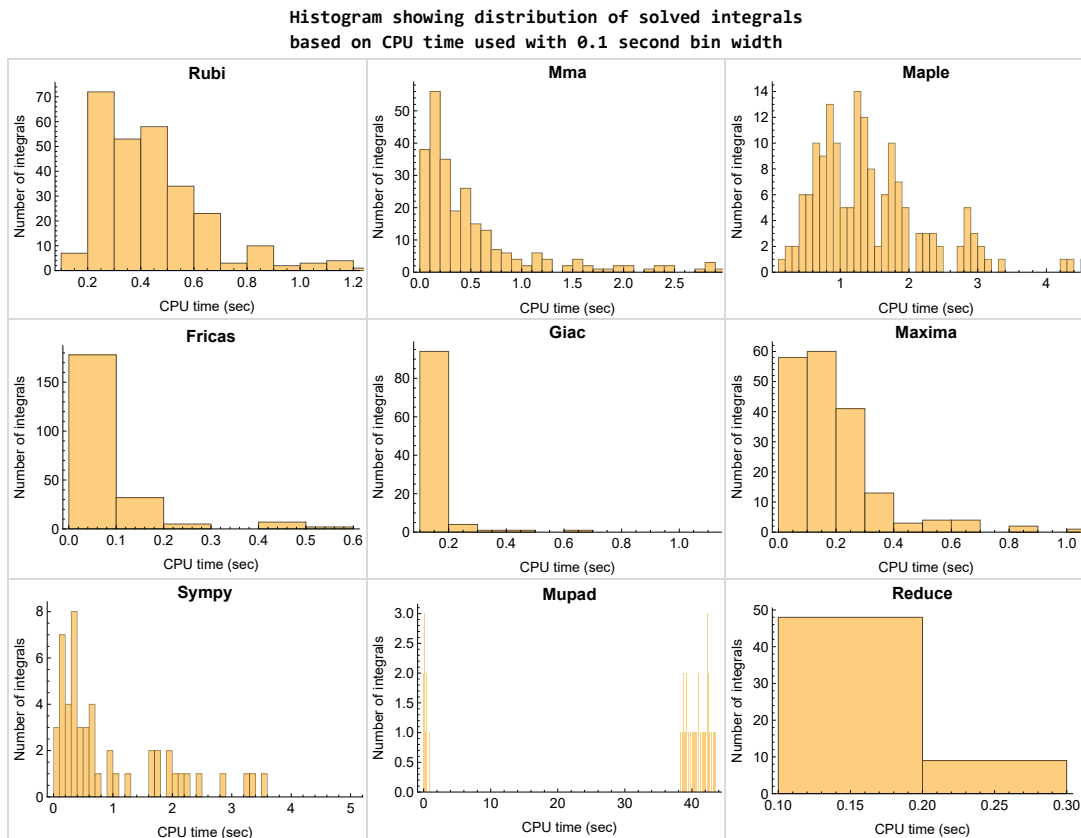 Histogram showing distribution of solved integrals
based on CPU time used with 0.1 second bin width
Rubi
Number of integrals
70
60
50
40
30
20
10
0
0.2 0.4 0.6 0.8 1.0 1.2
CPU time (sec)
Mma
Number of integrals
50
40
30
20
10
0
0.0 0.5 1.0 1.5 2.0 2.5
CPU time (sec)
Maple
Number of integrals
14
12
10
8
6
4
2
0
1 2 3 4
CPU time (sec)
Fricas
Number of integrals
150
100
50
0
0.0 0.1 0.2 0.3 0.4 0.5 0.6
CPU time (sec)
Giac
Number of integrals
80
60
40
20
0
0.2 0.4 0.6 0.8 1.0
CPU time (sec)
Maxima
Number of integrals
60
50
40
30
20
10
0
0.0 0.2 0.4 0.6 0.8 1.0
CPU time (sec)
Sympy
Number of integrals
8
6
4
2
0
0 1 2 3 4 5
CPU time (sec)
Mupad
Number of integrals
3.0
2.5
2.0
1.5
1.0
0.5
0.0
0 10 20 30 40
CPU time (sec)
Reduce
Number of integrals
50
40
30
20
10
0
0.10 0.15 0.20 0.25 0.30
CPU time (sec)